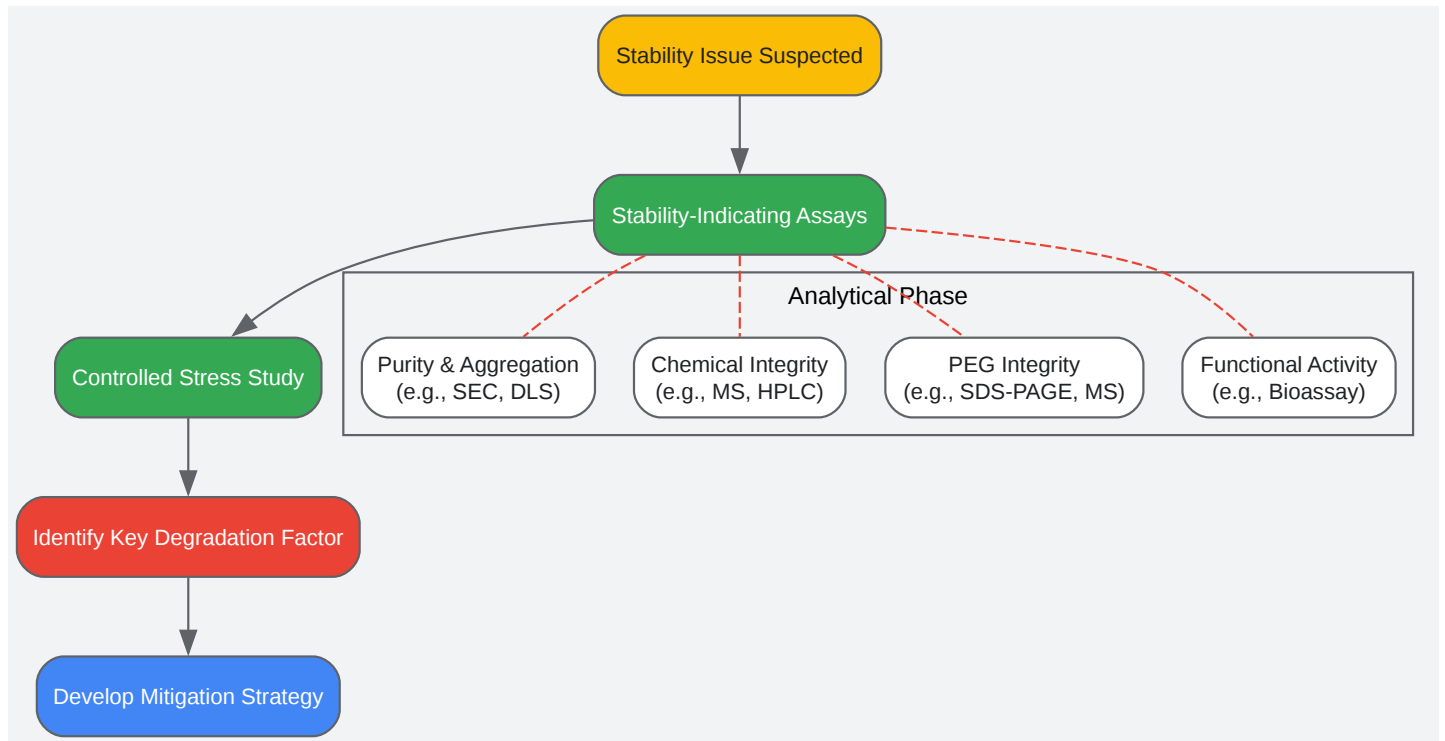 Stability Issue Suspected
Stability-Indicating Assays
Analytical Phase
Controlled Stress Study
Purity & Aggregation
(e.g., SEC, DLS)
Chemical Integrity
(e.g., MS, HPLC)
PEG Integrity
(e.g., SDS-PAGE, MS)
Functional Activity
(e.g., Bioassay)
Identify Key Degradation Factor
Develop Mitigation Strategy